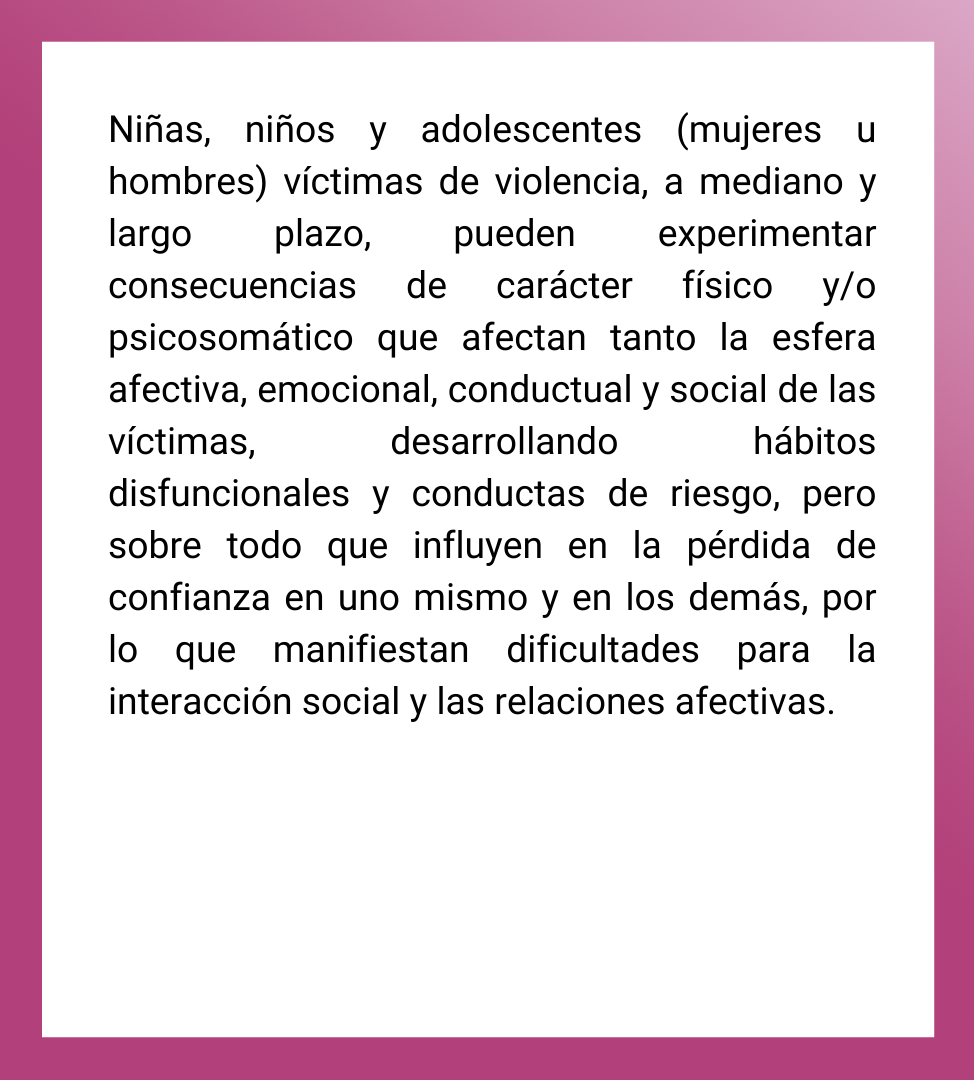 Niñas, niños y adolescentes (mujeres u
hombres) víctimas de violencia, a mediano y
largo plazo, pueden experimentar
consecuencias de carácter físico y/o
psicosomático que afectan tanto la esfera
afectiva, emocional, conductual y social de las
víctimas, desarrollando hábitos
disfuncionales y conductas de riesgo, pero
sobre todo que influyen en la pérdida de
confianza en uno mismo y en los demás, por
lo que manifiestan dificultades para la
interacción social y las relaciones afectivas.